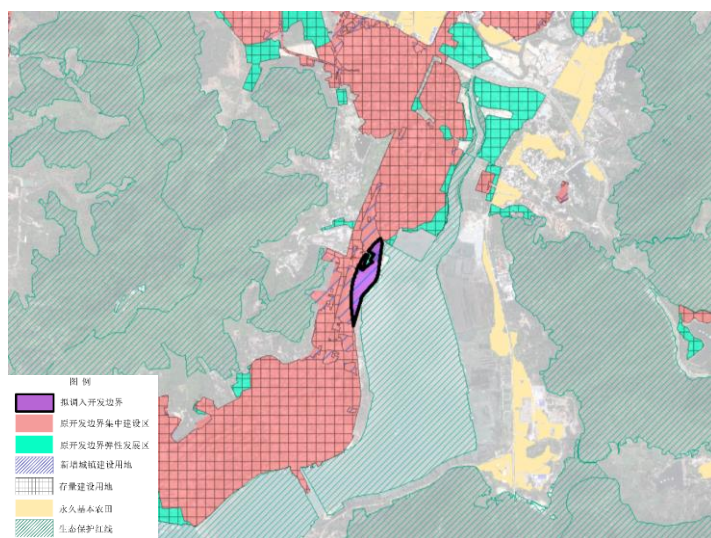 图 例
拟调入开发边界
原开发边界集中建设区
原开发边界弹性发展区
新增城镇建设用地
存量建设用地
永久基本农田
生态保护红线